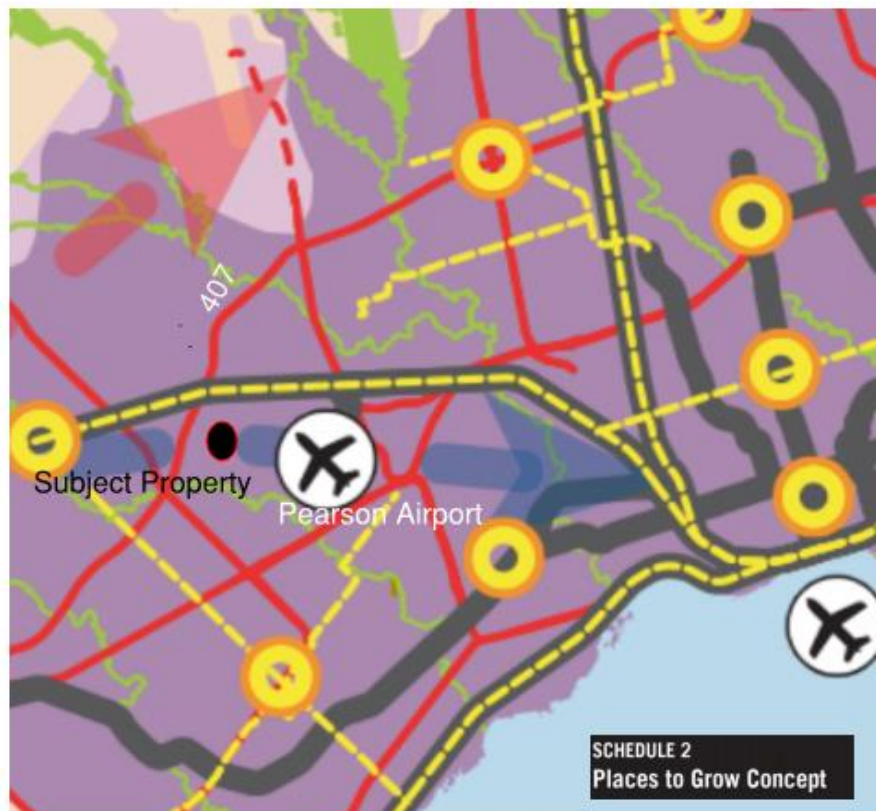 407
Subject Property
Pearson Airport
SCHEDULE 2
Places to Grow Concept